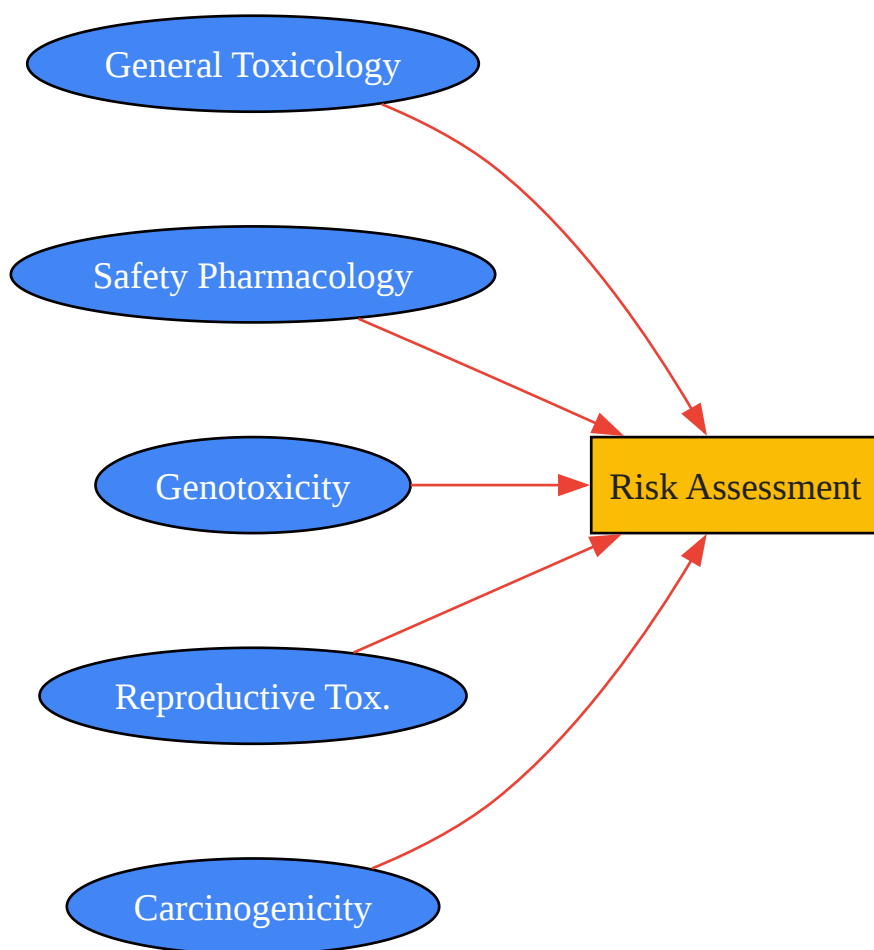 General Toxicology
Safety Pharmacology
Genotoxicity
Risk Assessment
Reproductive Tox.
Carcinogenicity